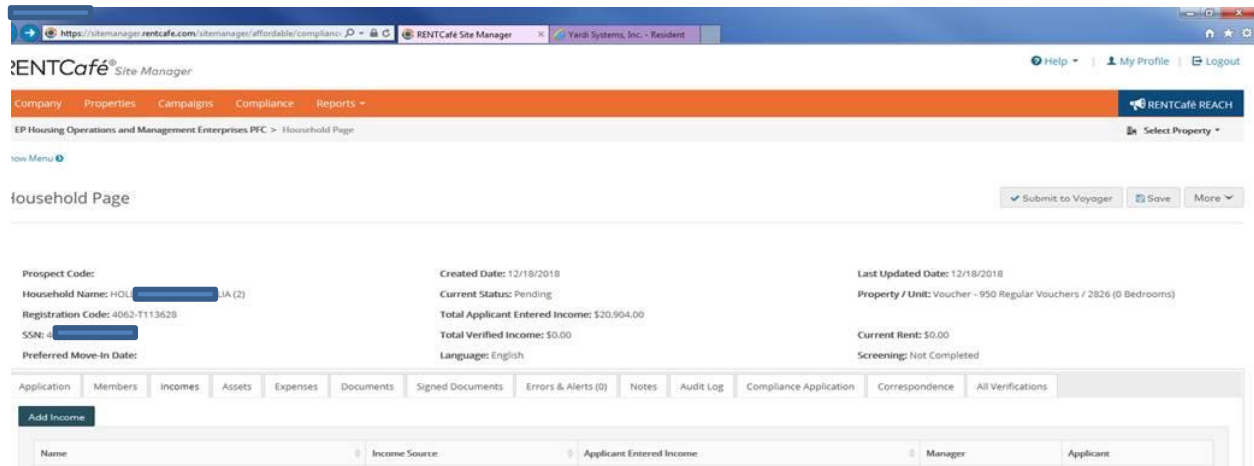 https://sitemanager.rentcafe.com/sitemanager/affordable/complianc RENTCafé Site Manager Yardi Systems, Inc. - Resident
RENTCafé® Site Manager Help My Profile Logout
Company Properties Campaigns Compliance Reports RENTCafé REACH
EP Housing Operations and Management Enterprises PFC > Household Page Select Property
how Menu
Household Page Submit to Voyager Save More
Prospect Code: Created Date: 12/18/2018 Last Updated Date: 12/18/2018
Household Name: HOLL LIA (2) Current Status: Pending Property / Unit: Voucher - 950 Regular Vouchers / 2826 (0 Bedrooms)
Registration Code: 4062-T113628 Total Applicant Entered Income: $20,904.00
SSN: 4 Total Verified Income: $0.00 Current Rent: $0.00
Preferred Move-In Date: Language: English Screening: Not Completed
Application Members Incomes Assets Expenses Documents Signed Documents Errors & Alerts (0) Notes Audit Log Compliance Application Correspondence All Verifications
Add Income
Name Income Source Applicant Entered Income Manager Applicant